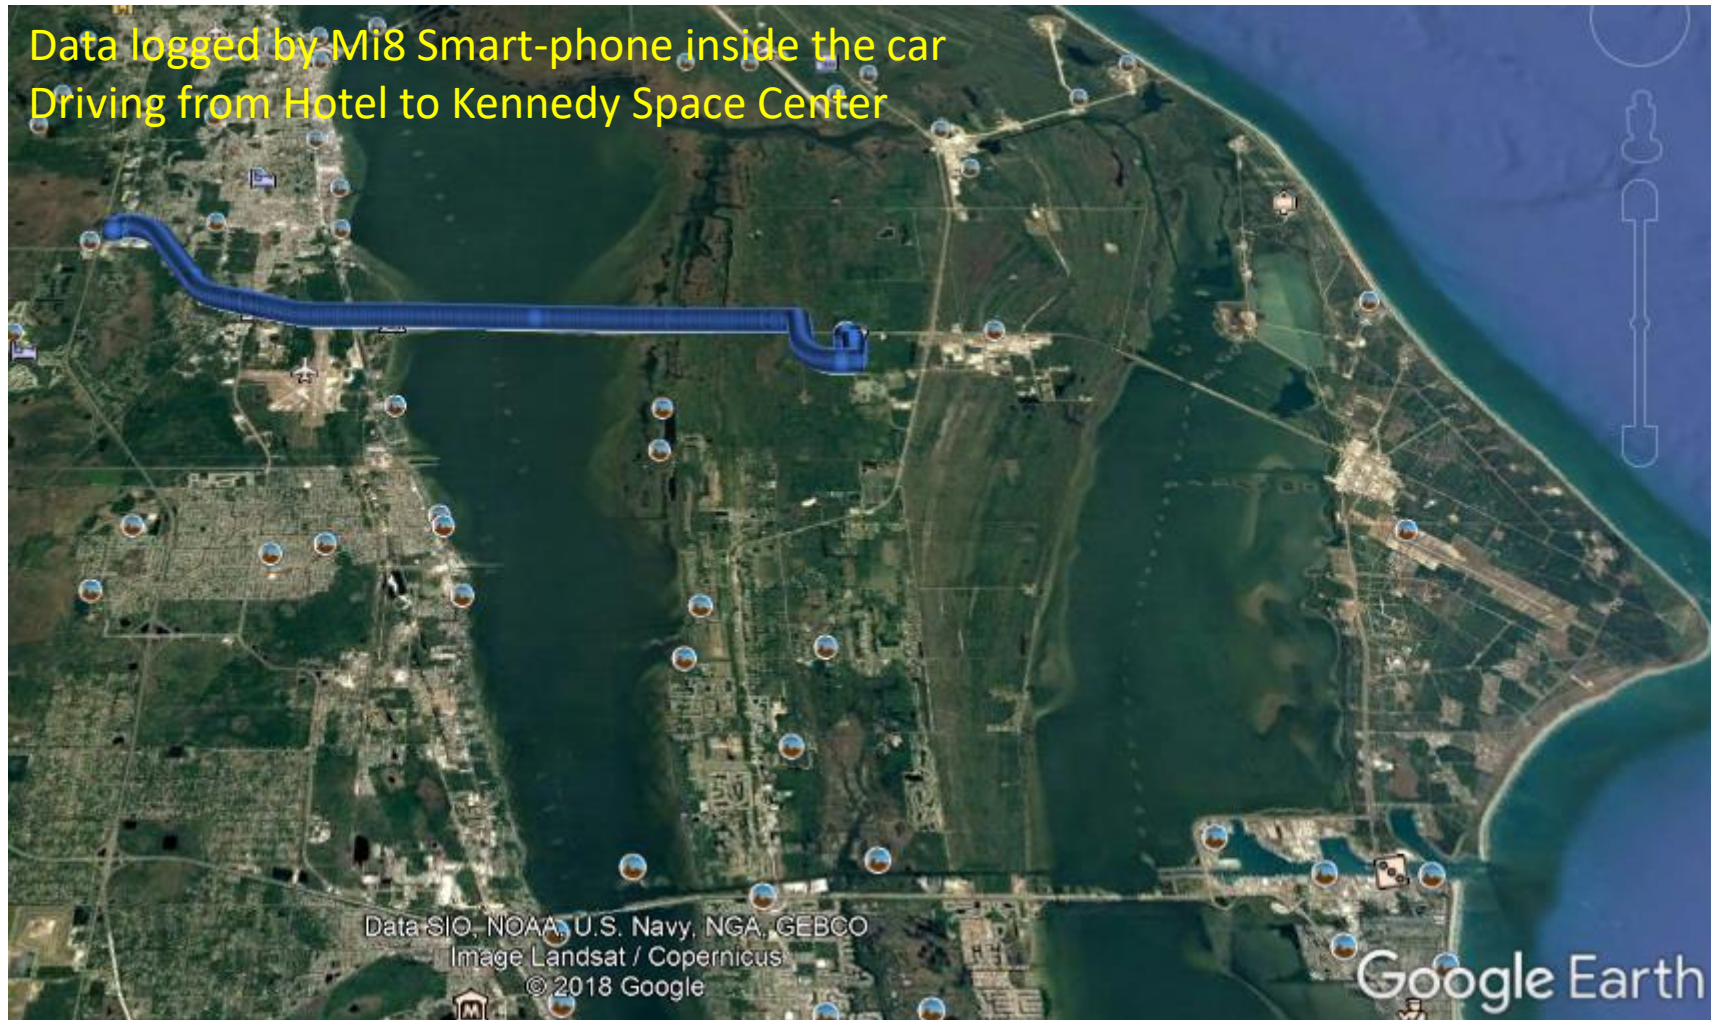 Data logged by Mi8 Smart-phone inside the car
Driving from Hotel to Kennedy Space Center
Data SIO, NOAA, U.S. Navy, NGA, GEBCO
Image Landsat / Copernicus
© 2018 Google
Google Earth